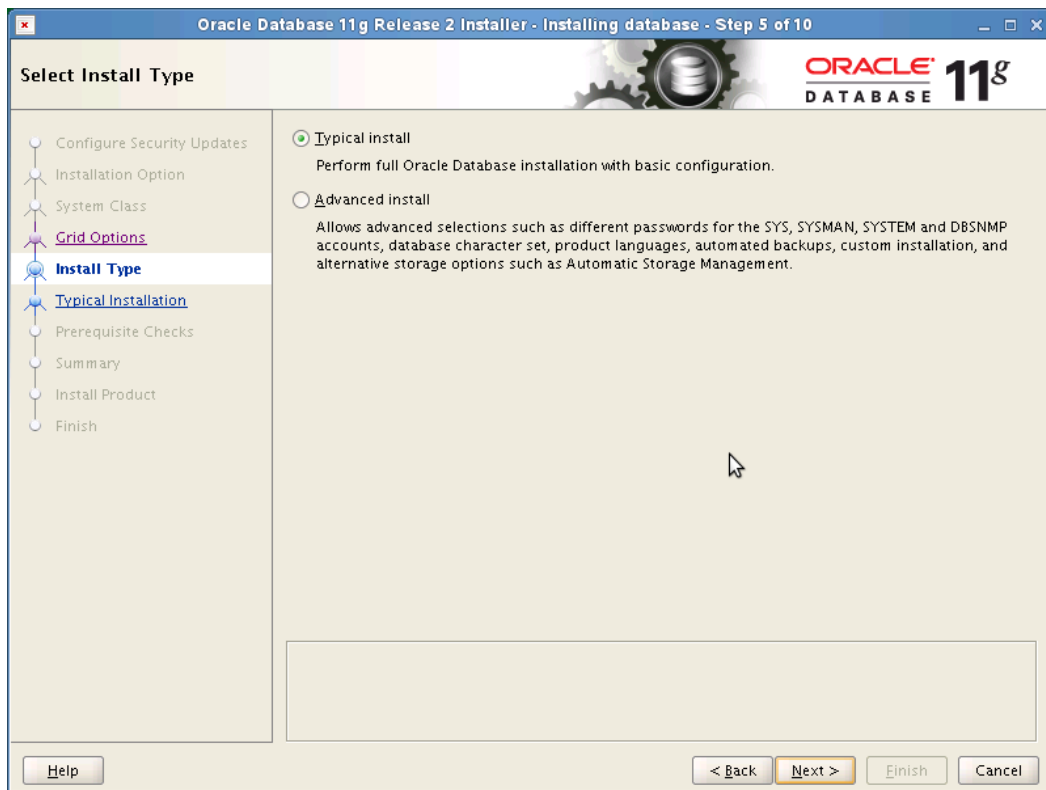 Oracle Database 11g Release 2 Installer - Installing database - Step 5 of 10
Select Install Type
ORACLE
DATABASE
11g
Configure Security Updates
Installation Option
System Class
Grid Options
Install Type
Typical Installation
Prerequisite Checks
Summary
Install Product
Finish
Typical install
Perform full Oracle Database installation with basic configuration.
Advanced install
Allows advanced selections such as different passwords for the SYS, SYSMAN, SYSTEM and DBSNMP
accounts, database character set, product languages, automated backups, custom installation, and
alternative storage options such as Automatic Storage Management.
Help
< Back
Next >
Finish
Cancel